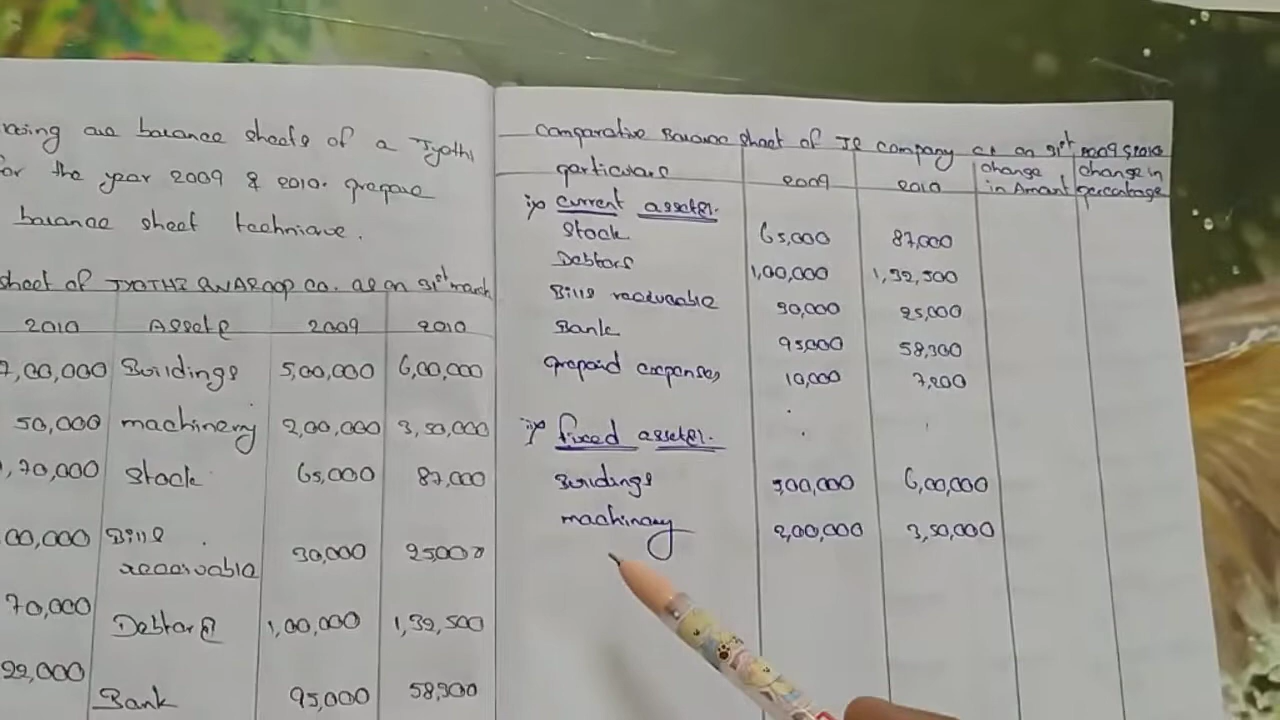 are balance sheets of a Jyothi
for the year 2009 & 2010. prepare
balance sheet technique.
sheet of JYOTHI SWAROOP co. as on 31st march
2010 Assets 2009 2010
7,00,000 Buildings 5,00,000 6,00,000
50,000 machinery 2,00,000 3,50,000
,70,000 Stock 65,000 87,000
00,000 Bills
receivable 30,000 25,000
70,000 Debtors 1,00,000 1,32,500
22,000
Bank 95,000 58,300
Comparative Balance sheet of JS company as on 31st 2009 & 2010
particulars 2009 2010 change in Amount change in percentage
i) current assets.
Stock 65,000 87,000
Debtors 1,00,000 1,32,500
Bills receivable 30,000 25,000
Bank 95,000 58,300
prepaid expenses 10,000 7,200
ii) fixed assets.
Buildings 500,000 6,00,000
machinery 2,00,000 3,50,000